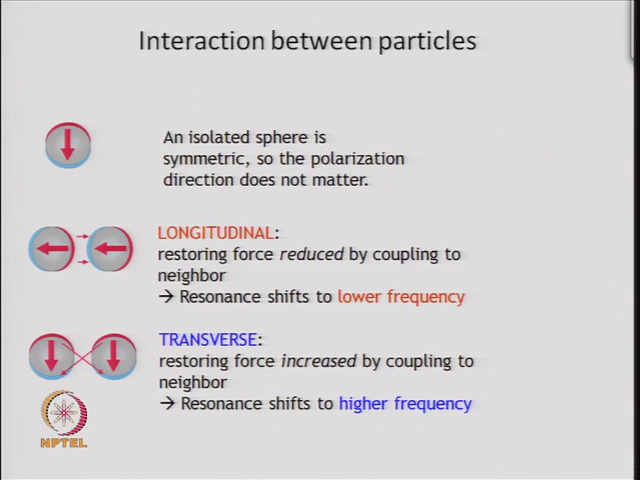 Interaction between particles
An isolated sphere is
symmetric, so the polarization
direction does not matter.
LONGITUDINAL:
restoring force reduced by coupling to
neighbor
→ Resonance shifts to lower frequency
TRANSVERSE:
restoring force increased by coupling to
neighbor
→ Resonance shifts to higher frequency
NPTEL